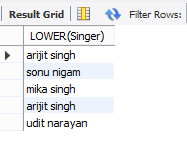 Result Grid Filter Rows:
LOWER(Singer)
arijit singh
sonu nigam
mika singh
arijit singh
udit narayan